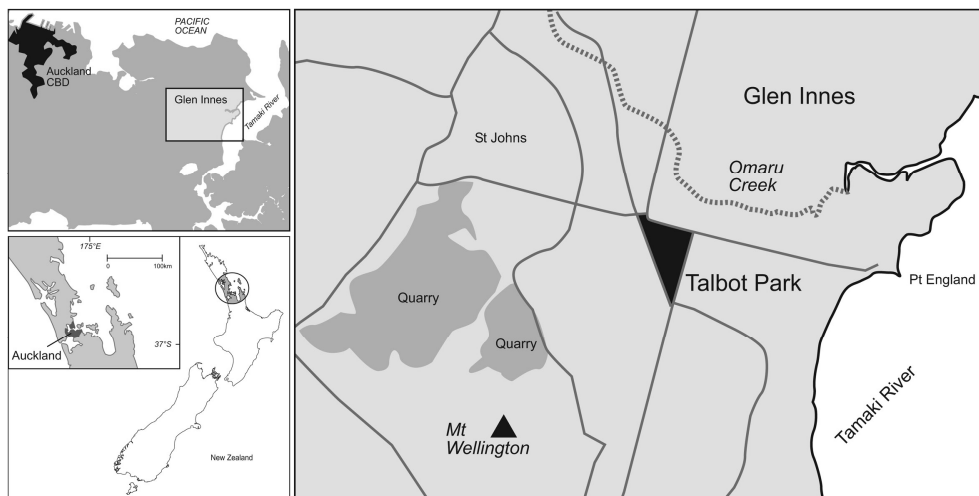 PACIFIC
OCEAN
Auckland
CBD
Glen Innes
Tamaki River
175°E
0 100km
Auckland
37°S
New Zealand
Glen Innes
St Johns
Omaru
Creek
Talbot Park
Pt England
Quarry
Quarry
Mt
Wellington
Tamaki River